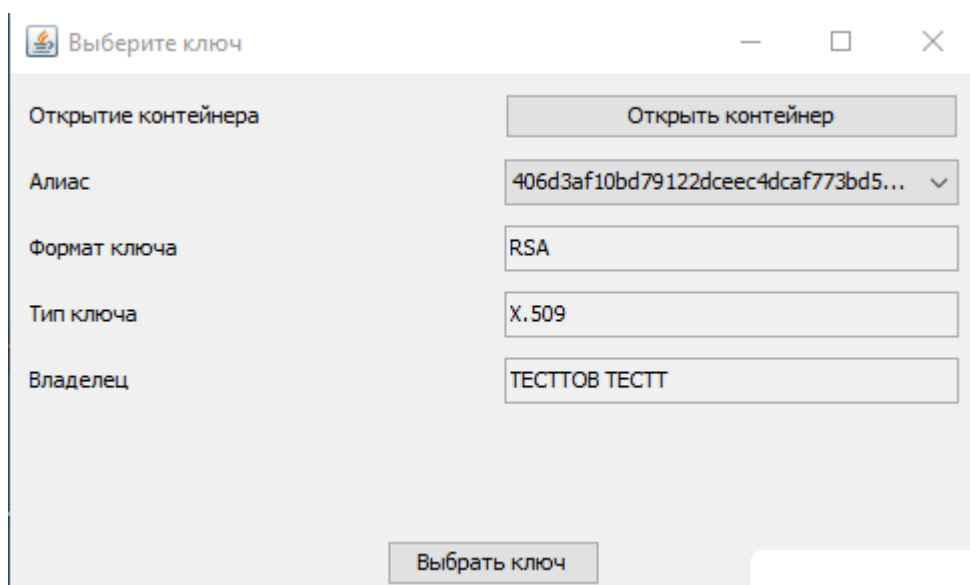 Выберите ключ
Открытие контейнера Открыть контейнер
Алиас 406d3af10bd79122dceec4dcaf773bd5...
Формат ключа RSA
Тип ключа X.509
Владелец ТЕСТТОВ ТЕСТТ
Выбрать ключ